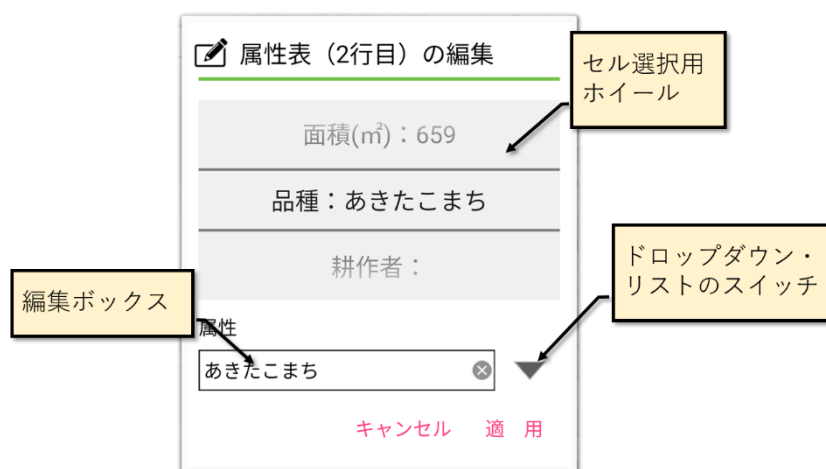 属性表（2行目）の編集
セル選択用
ホイール
面積(㎡)：659
品種：あきたこまち
耕作者：
ドロップダウン・
リストのスイッチ
編集ボックス
属性
あきたこまち
キャンセル 適 用